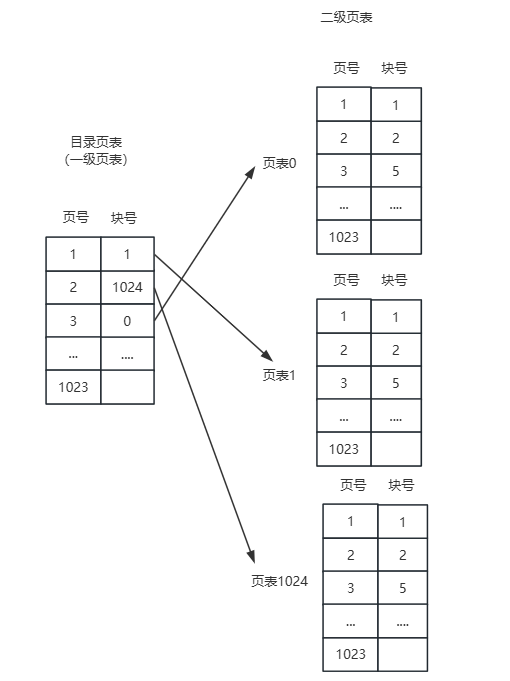 二级页表
页号 块号
1 1
2 2
3 5
... ....
1023
目录页表
(一级页表)
页号 块号
1 1
2 1024
3 0
... ....
1023
页表0
页号 块号
1 1
2 2
3 5
... ....
1023
页表1
页号 块号
1 1
2 2
3 5
... ....
1023
页表1024